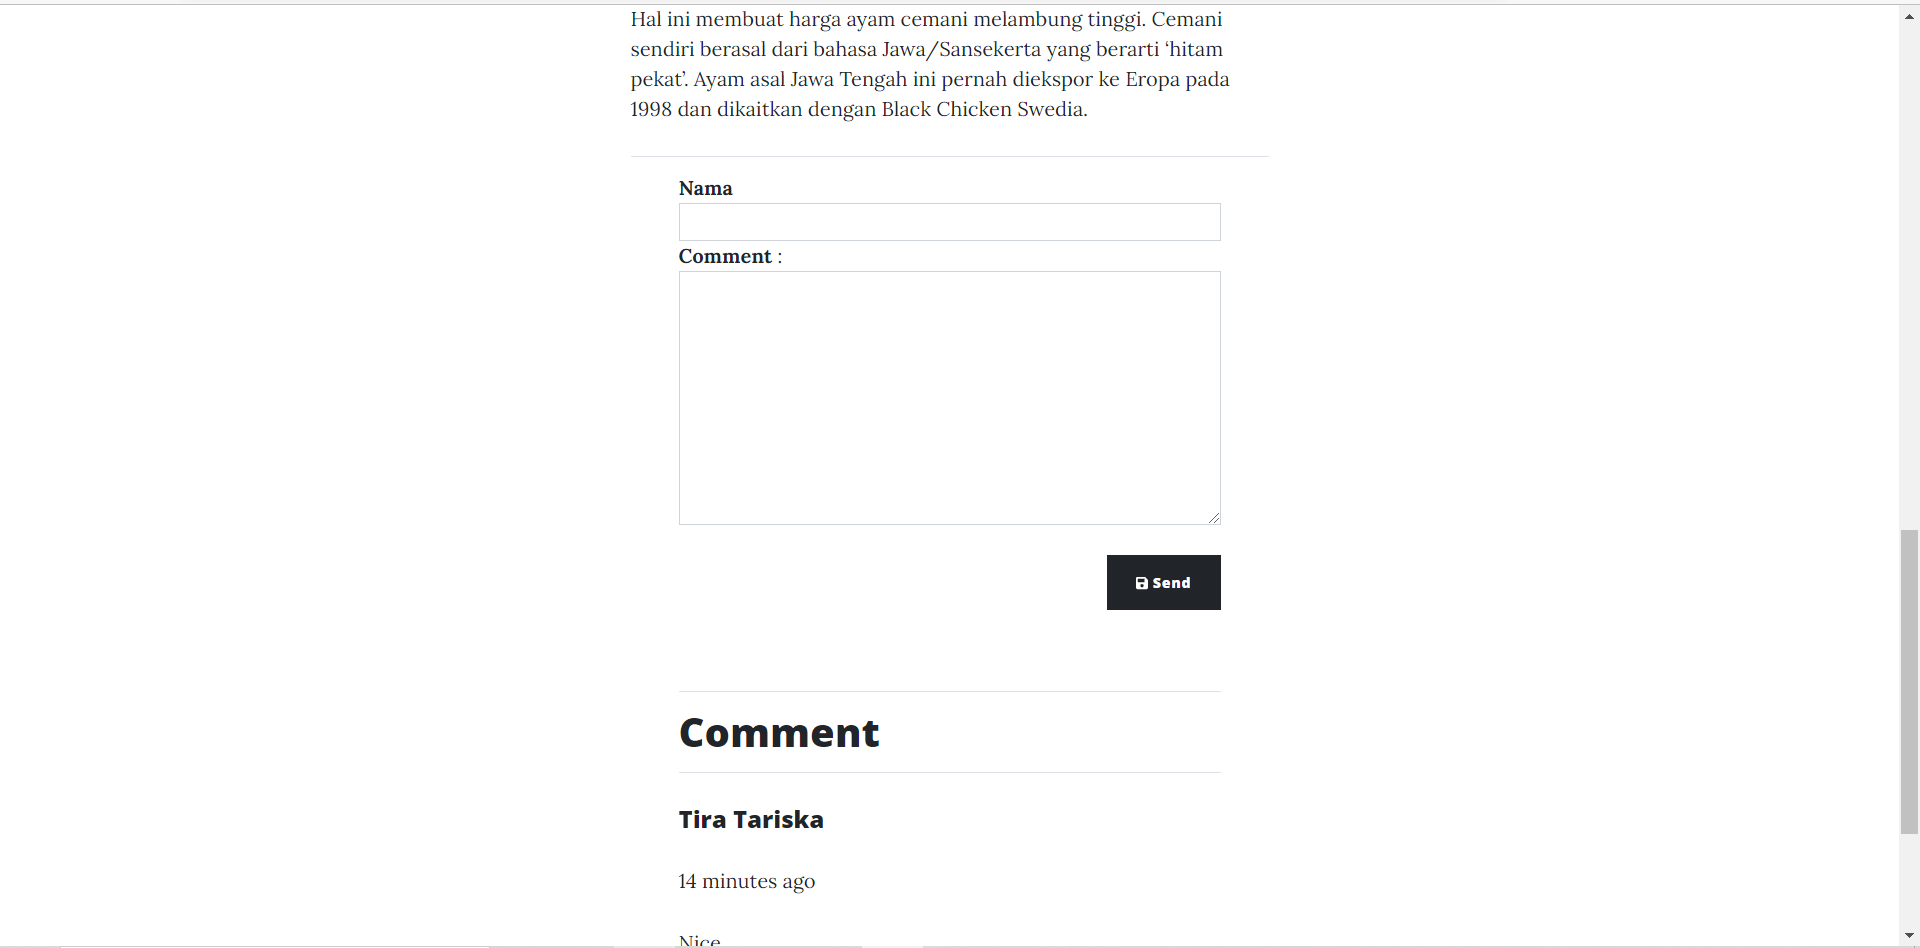 Hal ini membuat harga ayam cemani melambung tinggi. Cemani
sendiri berasal dari bahasa Jawa/Sansekerta yang berarti ‘hitam
pekat’. Ayam asal Jawa Tengah ini pernah diekspor ke Eropa pada
1998 dan dikaitkan dengan Black Chicken Swedia.
Nama
Comment :
Send
Comment
Tira Tariska
14 minutes ago
Nice